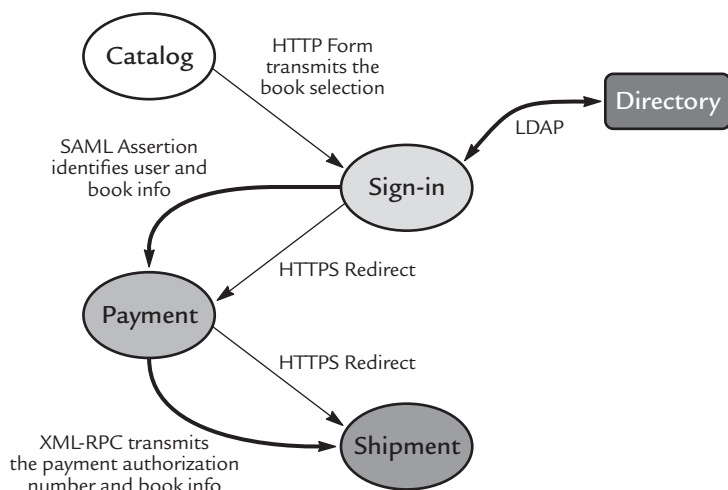 Catalog
HTTP Form
transmits the
book selection
Directory
LDAP
SAML Assertion
identifies user and
book info
Sign-in
HTTPS Redirect
Payment
HTTPS Redirect
Shipment
XML-RPC transmits
the payment authorization
number and book info